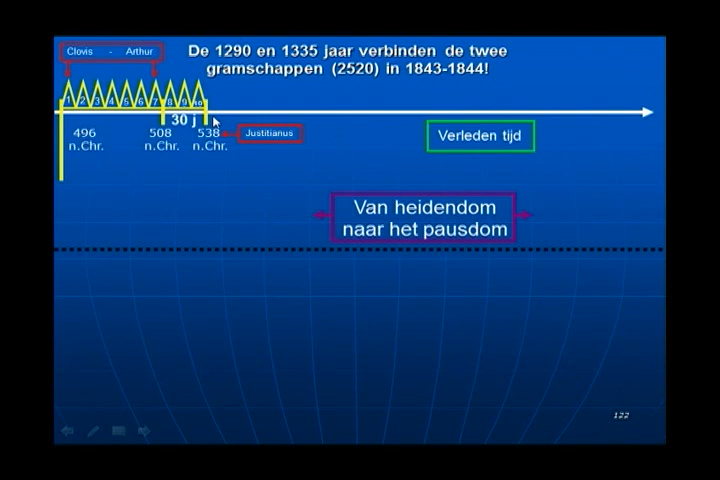 Clovis - Arthur
De 1290 en 1335 jaar verbinden de twee
gramschappen (2520) in 1843-1844!
1 2 3 4 5 6 7 8 9 10
30 j
496 508 538 Justitianus
n.Chr. n.Chr. n.Chr.
Verleden tijd
Van heidendom
naar het pausdom
122